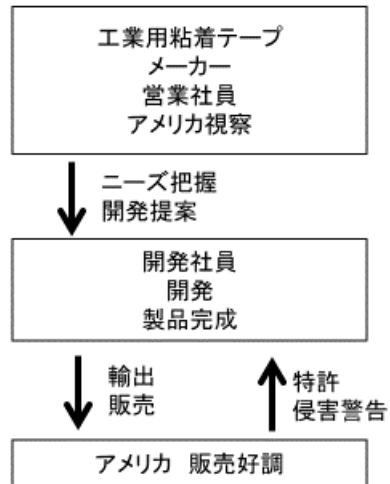 工業用粘着テープ
メーカー
営業社員
アメリカ視察
ニーズ把握
開発提案
開発社員
開発
製品完成
輸出
販売
特許
侵害警告
アメリカ 販売好調